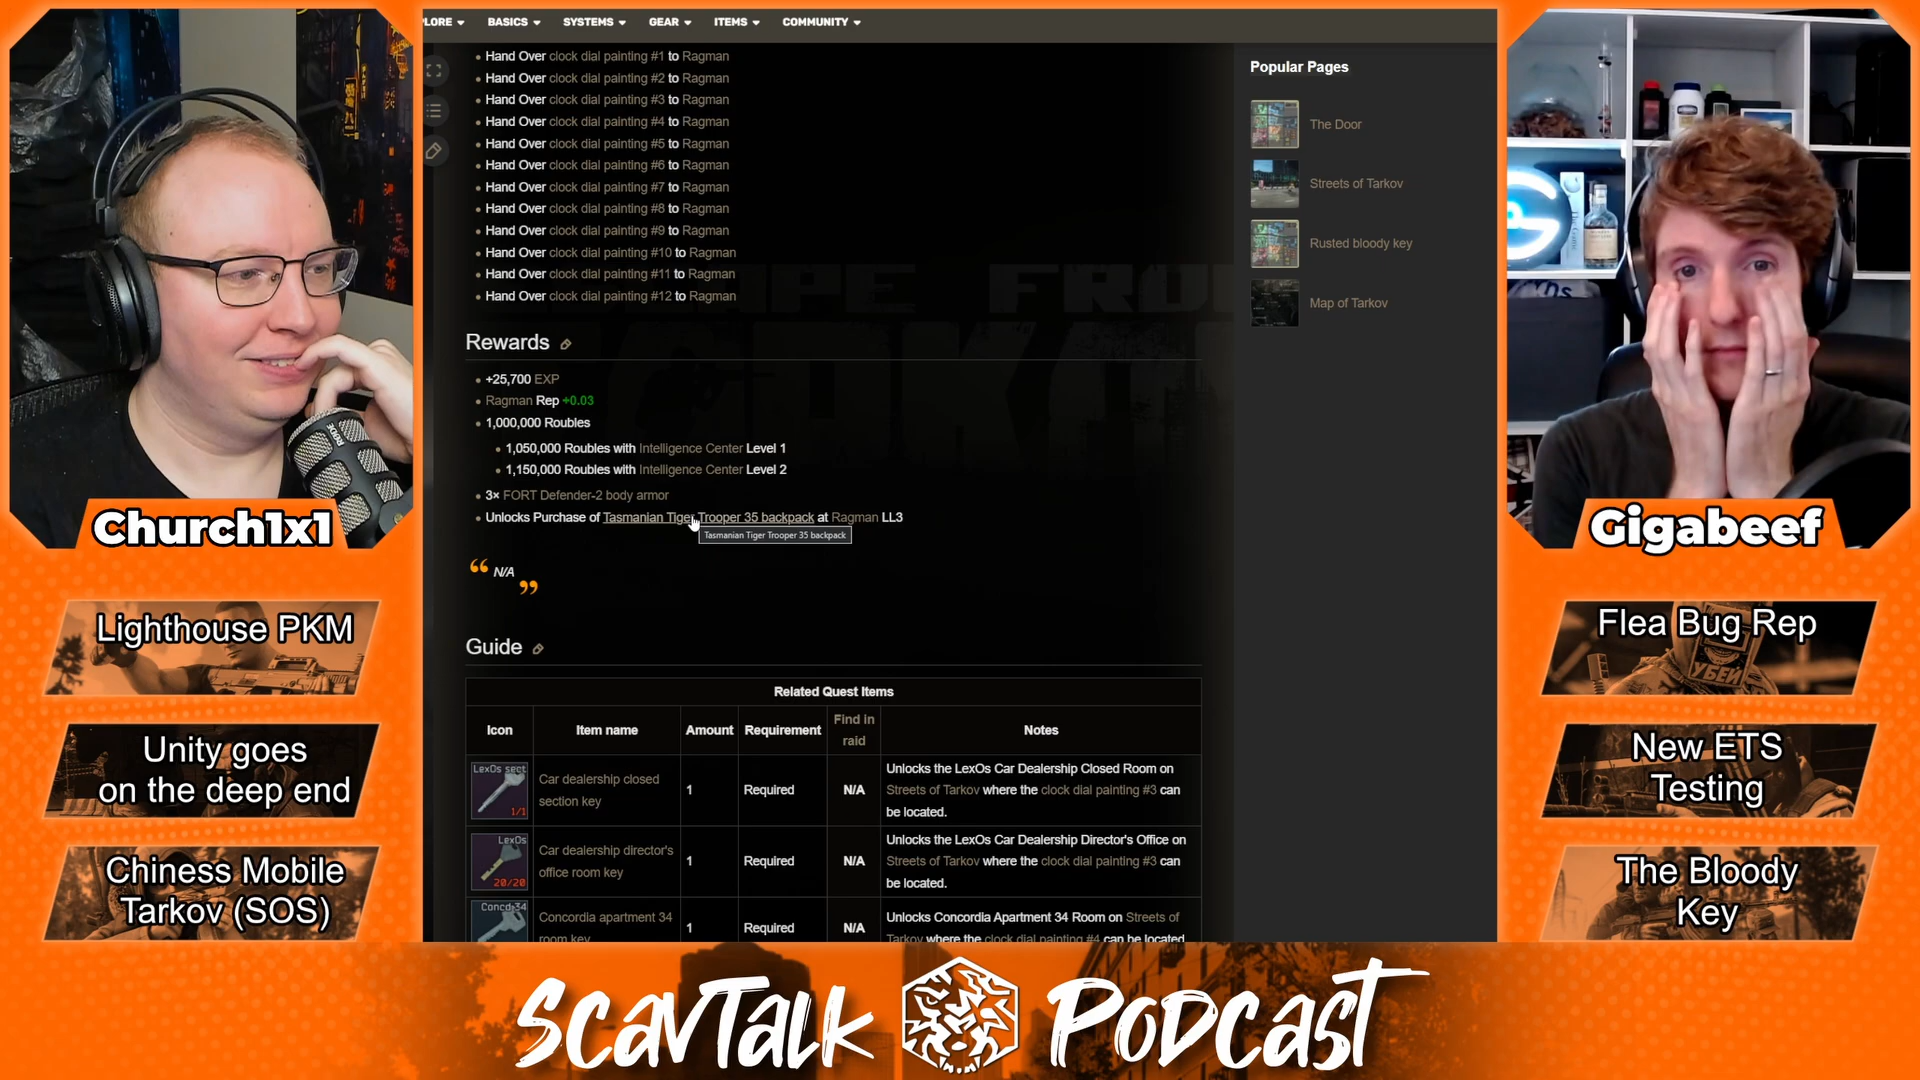 PLORE BASICS SYSTEMS GEAR ITEMS COMMUNITY
Hand Over clock dial painting #1 to Ragman
Hand Over clock dial painting #2 to Ragman
Hand Over clock dial painting #3 to Ragman
Hand Over clock dial painting #4 to Ragman
Hand Over clock dial painting #5 to Ragman
Hand Over clock dial painting #6 to Ragman
Hand Over clock dial painting #7 to Ragman
Hand Over clock dial painting #8 to Ragman
Hand Over clock dial painting #9 to Ragman
Hand Over clock dial painting #10 to Ragman
Hand Over clock dial painting #11 to Ragman
Hand Over clock dial painting #12 to Ragman
Rewards
+25,700 EXP
Ragman Rep +0.03
1,000,000 Roubles
1,050,000 Roubles with Intelligence Center Level 1
1,150,000 Roubles with Intelligence Center Level 2
3× FORT Defender-2 body armor
Unlocks Purchase of Tasmanian Tiger Trooper 35 backpack at Ragman LL3
Tasmanian Tiger Trooper 35 backpack
“ N/A ”
Guide
Related Quest Items
Icon Item name Amount Requirement Find in raid Notes
LexOs sect
1/1
Car dealership closed
section key
1
Required
N/A
Unlocks the LexOs Car Dealership Closed Room on
Streets of Tarkov where the clock dial painting #3 can
be located.
LexOs
20/20
Car dealership director's
office room key
1
Required
N/A
Unlocks the LexOs Car Dealership Director's Office on
Streets of Tarkov where the clock dial painting #3 can
be located.
Concd-34
Concordia apartment 34
room key
1
Required
N/A
Unlocks Concordia Apartment 34 Room on Streets of
Tarkov where the clock dial painting #4 can be located
Popular Pages
The Door
Streets of Tarkov
Rusted bloody key
Map of Tarkov
Church1x1
Lighthouse PKM
Unity goes
on the deep end
Chiness Mobile
Tarkov (SOS)
Gigabeef
Flea Bug Rep
УБЕЙ
New ETS
Testing
The Bloody
Key
RØDE
ScavTalk Podcast